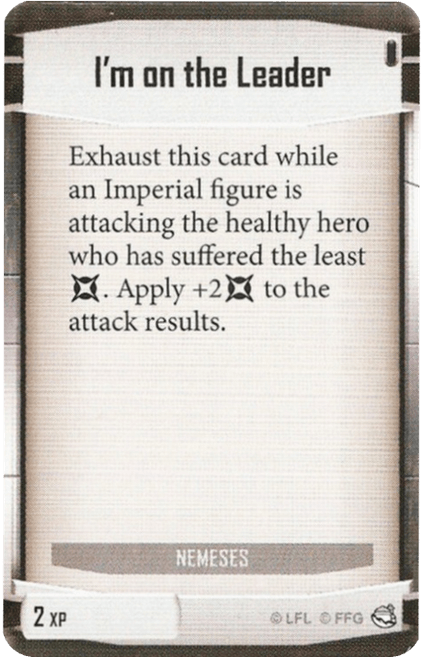 I'm on the Leader
Exhaust this card while
an Imperial figure is
attacking the healthy hero
who has suffered the least
. Apply +2 to the
attack results.
NEMESES
2 XP
© LFL © FFG